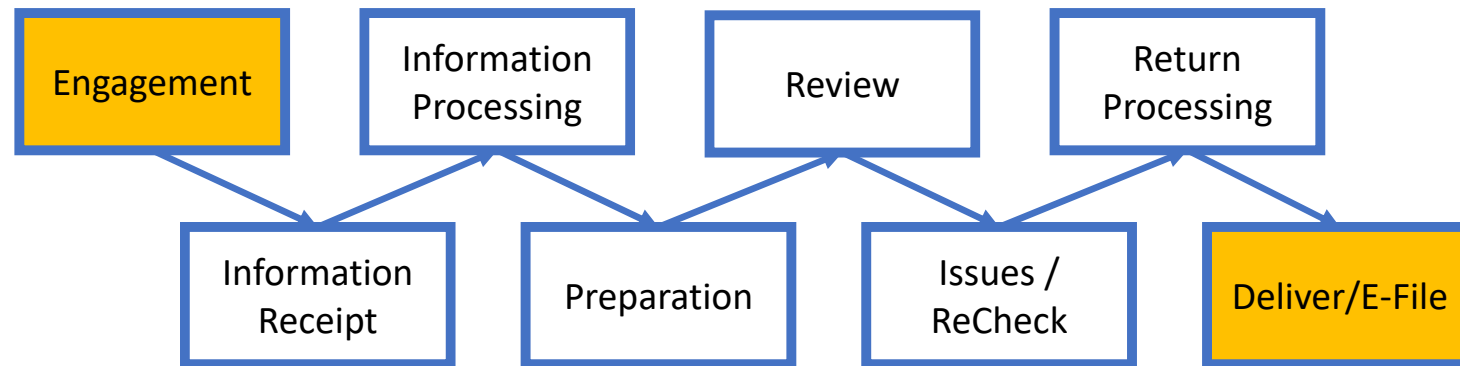 Engagement
Information
Receipt
Information
Processing
Preparation
Review
Issues /
ReCheck
Return
Processing
Deliver/E-File